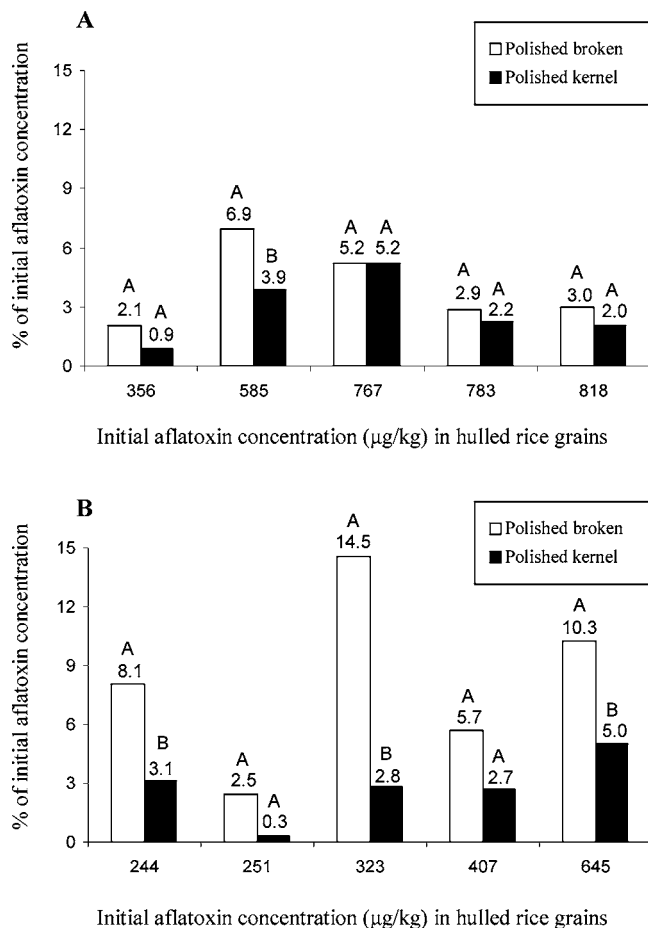 A
Polished broken
Polished kernel
% of initial aflatoxin concentration
15
12
9
6
3
0
A
2.1
A
0.9
A
6.9
B
3.9
A
5.2
A
5.2
A
2.9
A
2.2
A
3.0
A
2.0
356 585 767 783 818
Initial aflatoxin concentration (μg/kg) in hulled rice grains
B
Polished broken
Polished kernel
% of initial aflatoxin concentration
15
12
9
6
3
0
A
8.1
B
3.1
A
2.5
A
0.3
A
14.5
B
2.8
A
5.7
A
2.7
A
10.3
B
5.0
244 251 323 407 645
Initial aflatoxin concentration (μg/kg) in hulled rice grains